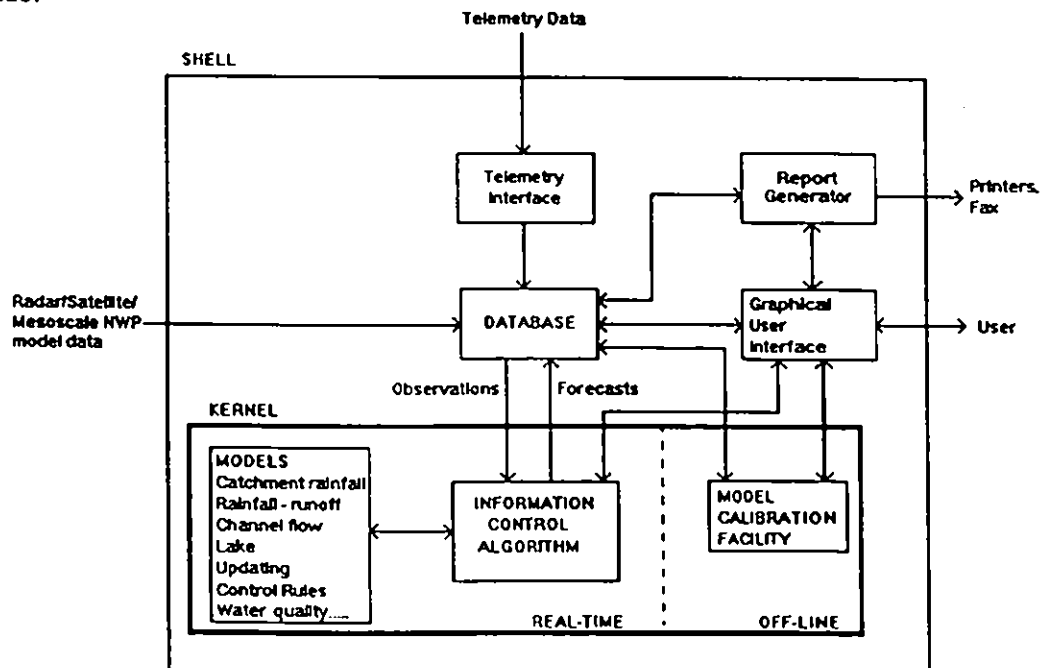 Telemetry Data
SHELL
Telemetry
Interface
Report
Generator
Printers,
Fax
Radar/Satellite/
Mesoscale NWP
model data
DATABASE
Graphical
User
Interface
User
Observations
Forecasts
KERNEL
MODELS
Catchment rainfall
Rainfall - runoff
Channel flow
Lake
Updating
Control Rules
Water quality.....
INFORMATION
CONTROL
ALGORITHM
MODEL
CALIBRATION
FACILITY
REAL-TIME
OFF-LINE